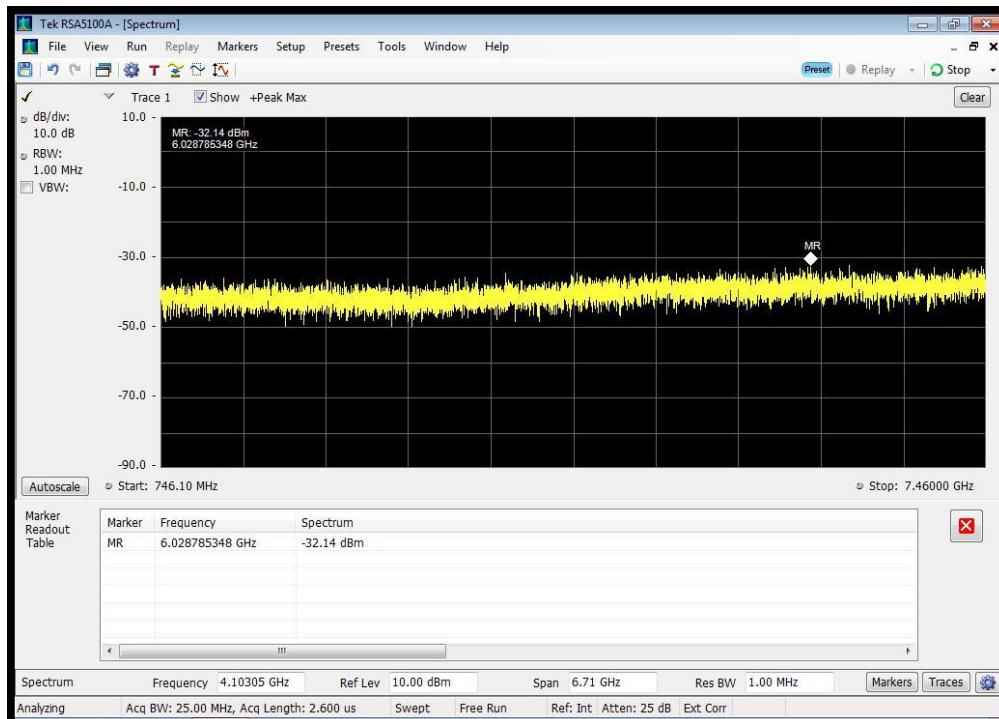 Tek RSA5100A - [Spectrum]
File View Run Replay Markers Setup Presets Tools Window Help
T Preset Replay Stop
Trace 1 Show +Peak Max Clear
dB/div:
10.0 dB
RBW:
1.00 MHz
VBW:
10.0
-10.0
-30.0
-50.0
-70.0
-90.0
MR: -32.14 dBm
6.028785348 GHz
MR
Autoscale Start: 746.10 MHz Stop: 7.46000 GHz
Marker
Readout
Table
Marker Frequency Spectrum
MR 6.028785348 GHz -32.14 dBm
Spectrum Frequency 4.10305 GHz Ref Lev 10.00 dBm Span 6.71 GHz Res BW 1.00 MHz Markers Traces
Analyzing Acq BW: 25.00 MHz, Acq Length: 2.600 us Swept Free Run Ref: Int Atten: 25 dB Ext Corr